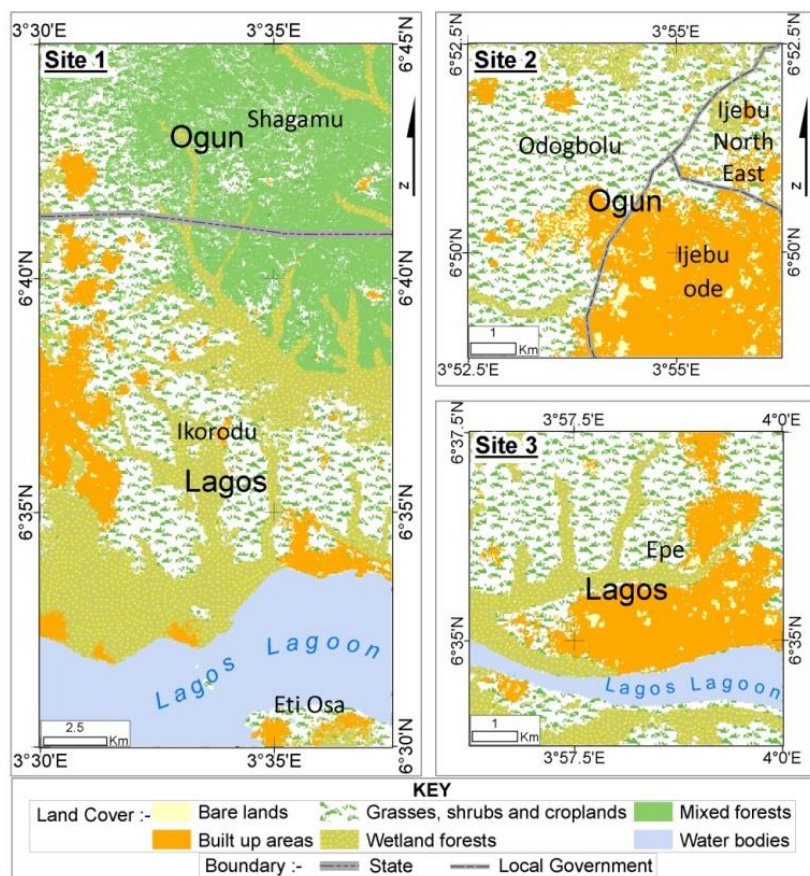 3°30'E 3°35'E
6°45'N
Site 1
Shagamu
Ogun
z
6°40'N
6°40'N
Ikorodu
Lagos
6°35'N
6°35'N
Lagos Lagoon
Eti Osa
2.5
Km
6°30'N
3°30'E 3°35'E
3°55'E
6°52.5'N
6°52.5'N
Site 2
Ijebu
North
East
Odogbolu
Ogun
z
6°50'N
6°50'N
Ijebu
ode
1
Km
3°52.5'E 3°55'E
3°57.5'E 4°0'E
6°37.5'N
Site 3
z
Epe
Lagos
6°35'N
6°35'N
Lagos Lagoon
1
Km
3°57.5'E 4°0'E
KEY
Land Cover :- Bare lands Grasses, shrubs and croplands Mixed forests
Built up areas Wetland forests Water bodies
Boundary :- State Local Government